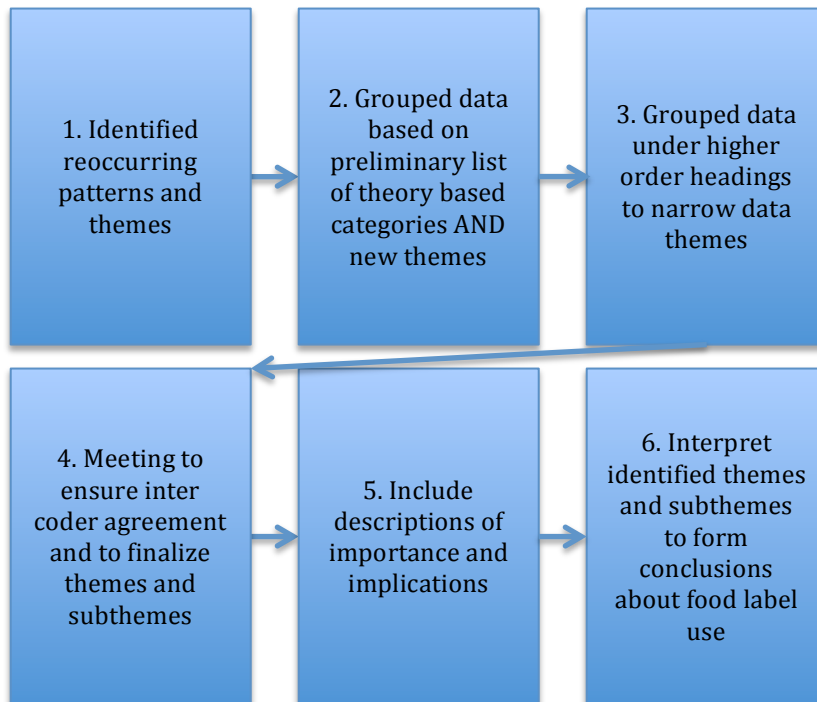 1. Identified
reoccurring
patterns and
themes
2. Grouped data
based on
preliminary list
of theory based
categories AND
new themes
3. Grouped data
under higher
order headings
to narrow data
themes
4. Meeting to
ensure inter
coder agreement
and to finalize
themes and
subthemes
5. Include
descriptions of
importance and
implications
6. Interpret
identified themes
and subthemes
to form
conclusions
about food label
use